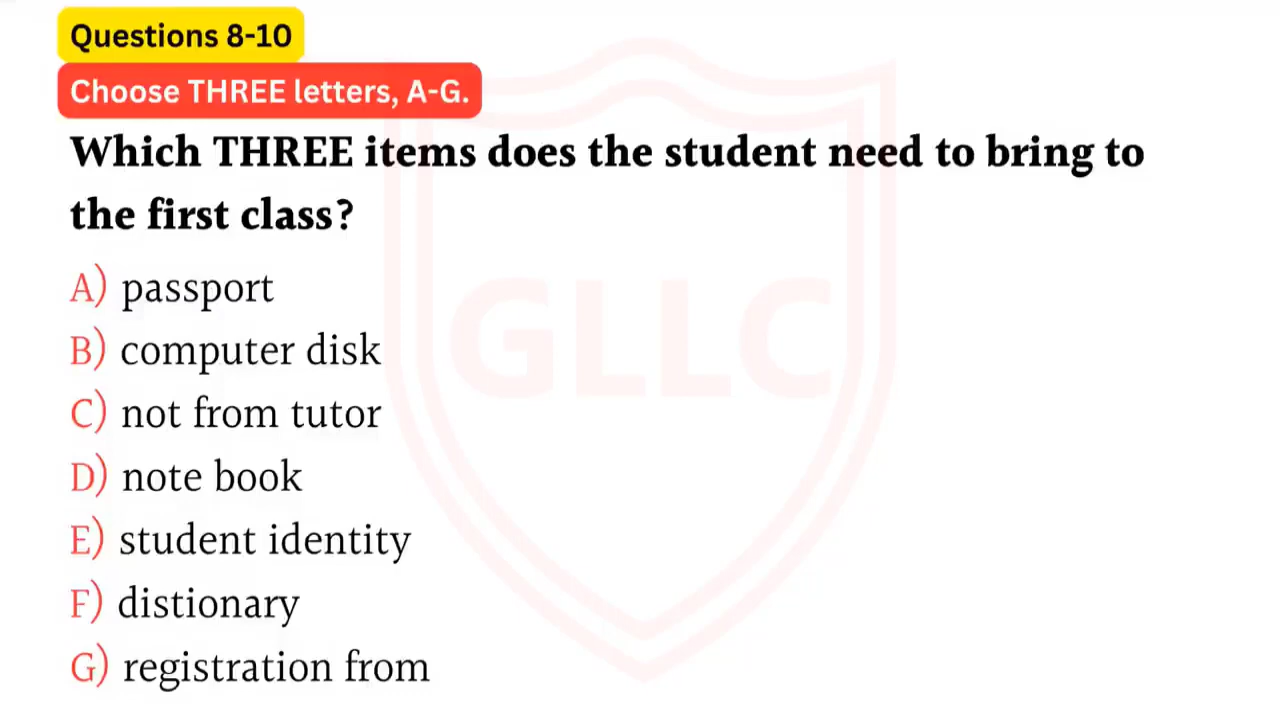 Questions 8-10
Choose THREE letters, A-G.
Which THREE items does the student need to bring to
the first class?
A) passport
B) computer disk
C) not from tutor
D) note book
E) student identity
F) distionary
G) registration from
GLLC